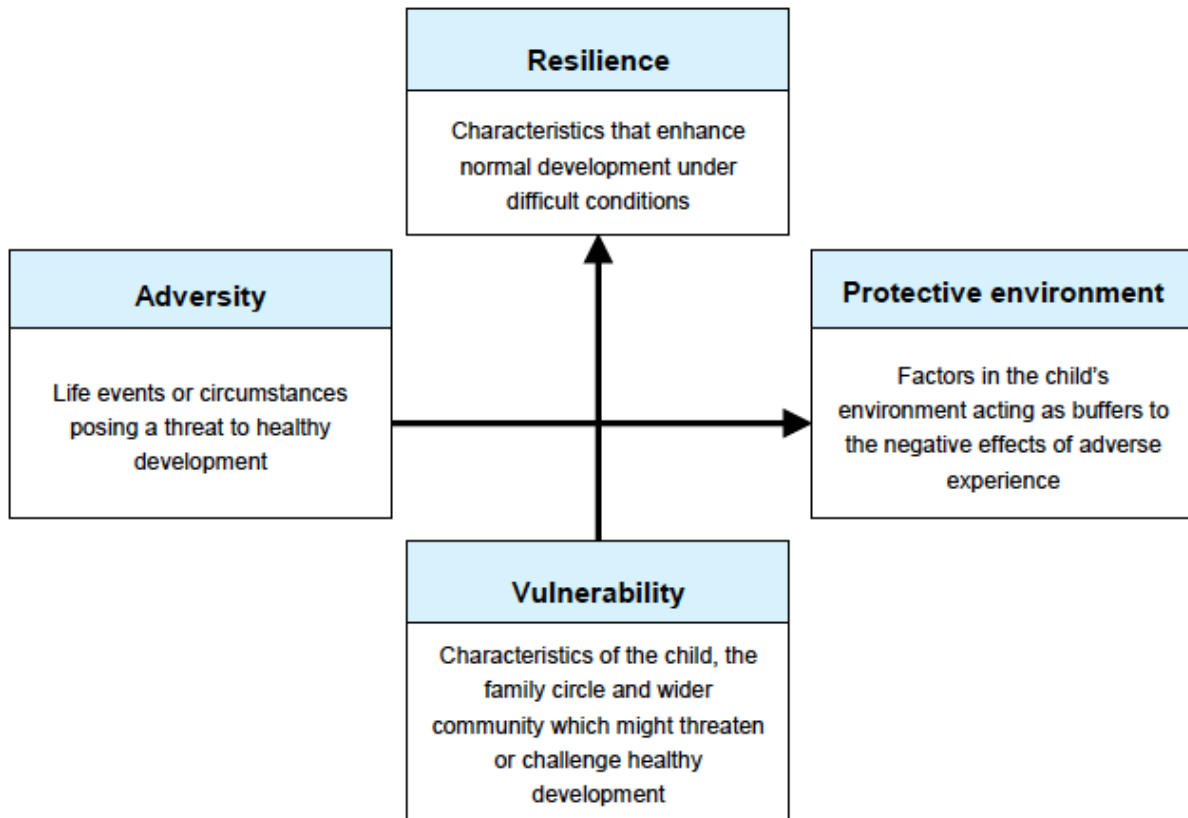 Resilience
Characteristics that enhance
normal development under
difficult conditions
Adversity
Life events or circumstances
posing a threat to healthy
development
Protective environment
Factors in the child's
environment acting as buffers to
the negative effects of adverse
experience
Vulnerability
Characteristics of the child, the
family circle and wider
community which might threaten
or challenge healthy
development